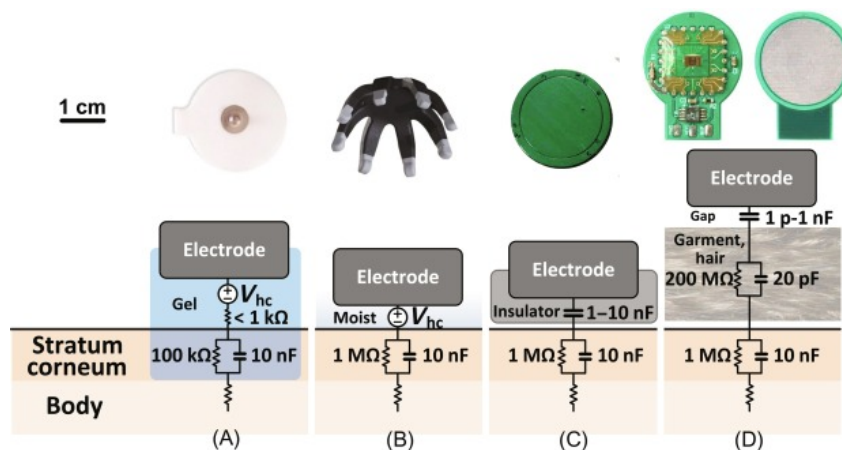 1 cm
Electrode
Gel
Vhc
< 1 kΩ
100 kΩ
10 nF
Electrode
Moist
Vhc
1 MΩ
10 nF
Electrode
Insulator
1–10 nF
1 MΩ
10 nF
Electrode
Gap
1 p-1 nF
Garment,
hair
200 MΩ
20 pF
1 MΩ
10 nF
Stratum
corneum
Body
(A)
(B)
(C)
(D)